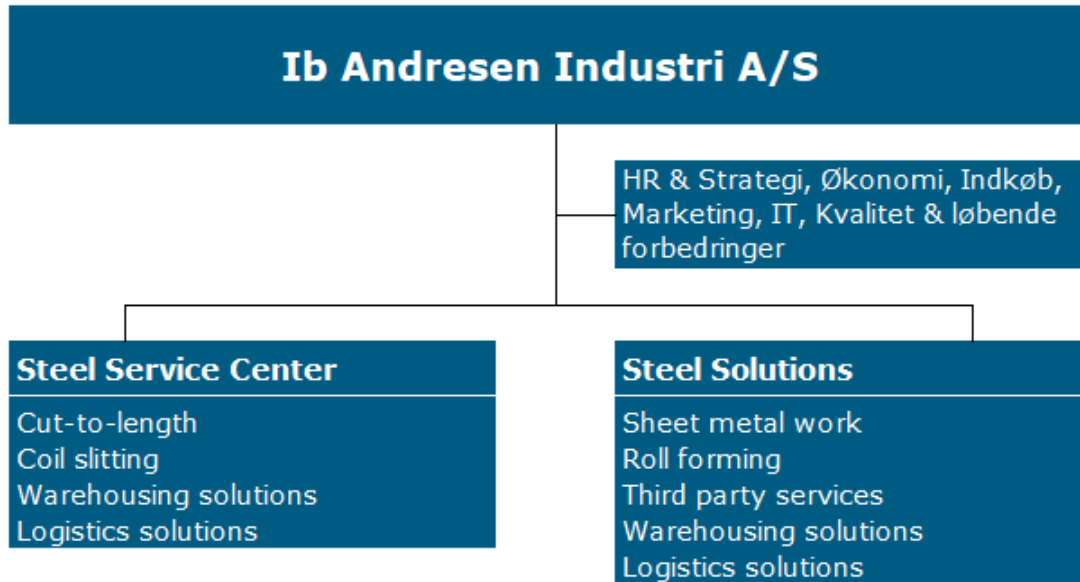 Ib Andresen Industri A/S
HR & Strategi, Økonomi, Indkøb,
Marketing, IT, Kvalitet & løbende
forbedringer
Steel Service Center
Cut-to-length
Coil slitting
Warehousing solutions
Logistics solutions
Steel Solutions
Sheet metal work
Roll forming
Third party services
Warehousing solutions
Logistics solutions